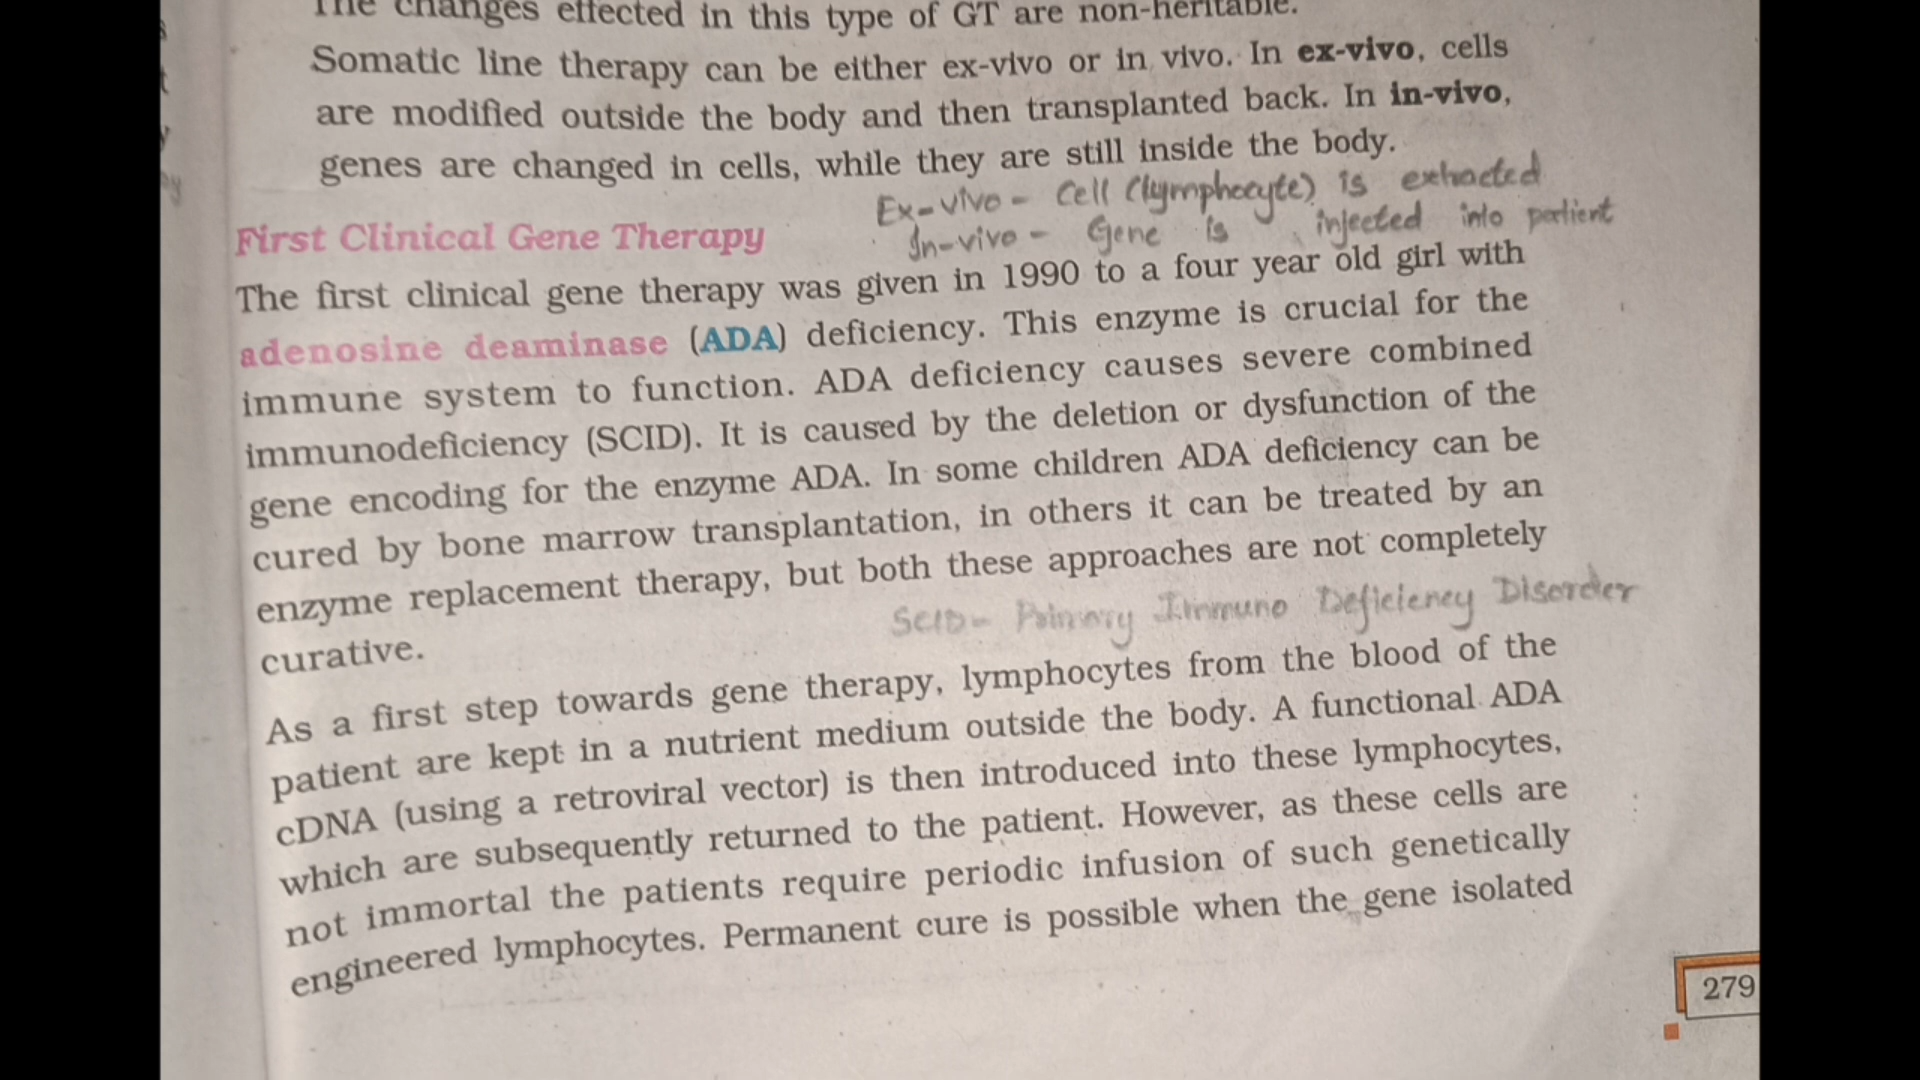 The changes effected in this type of GT are non-heritable.
Somatic line therapy can be either ex-vivo or in vivo. In ex-vivo, cells
are modified outside the body and then transplanted back. In in-vivo,
genes are changed in cells, while they are still inside the body.
Ex-vivo - Cell (lymphocyte) is extracted
In-vivo - Gene is injected into patient
First Clinical Gene Therapy
The first clinical gene therapy was given in 1990 to a four year old girl with
adenosine deaminase (ADA) deficiency. This enzyme is crucial for the
immune system to function. ADA deficiency causes severe combined
immunodeficiency (SCID). It is caused by the deletion or dysfunction of the
gene encoding for the enzyme ADA. In some children ADA deficiency can be
cured by bone marrow transplantation, in others it can be treated by an
enzyme replacement therapy, but both these approaches are not completely
curative.
SCID - Primary Immuno Deficiency Disorder
As a first step towards gene therapy, lymphocytes from the blood of the
patient are kept in a nutrient medium outside the body. A functional ADA
cDNA (using a retroviral vector) is then introduced into these lymphocytes,
which are subsequently returned to the patient. However, as these cells are
not immortal the patients require periodic infusion of such genetically
engineered lymphocytes. Permanent cure is possible when the gene isolated
279